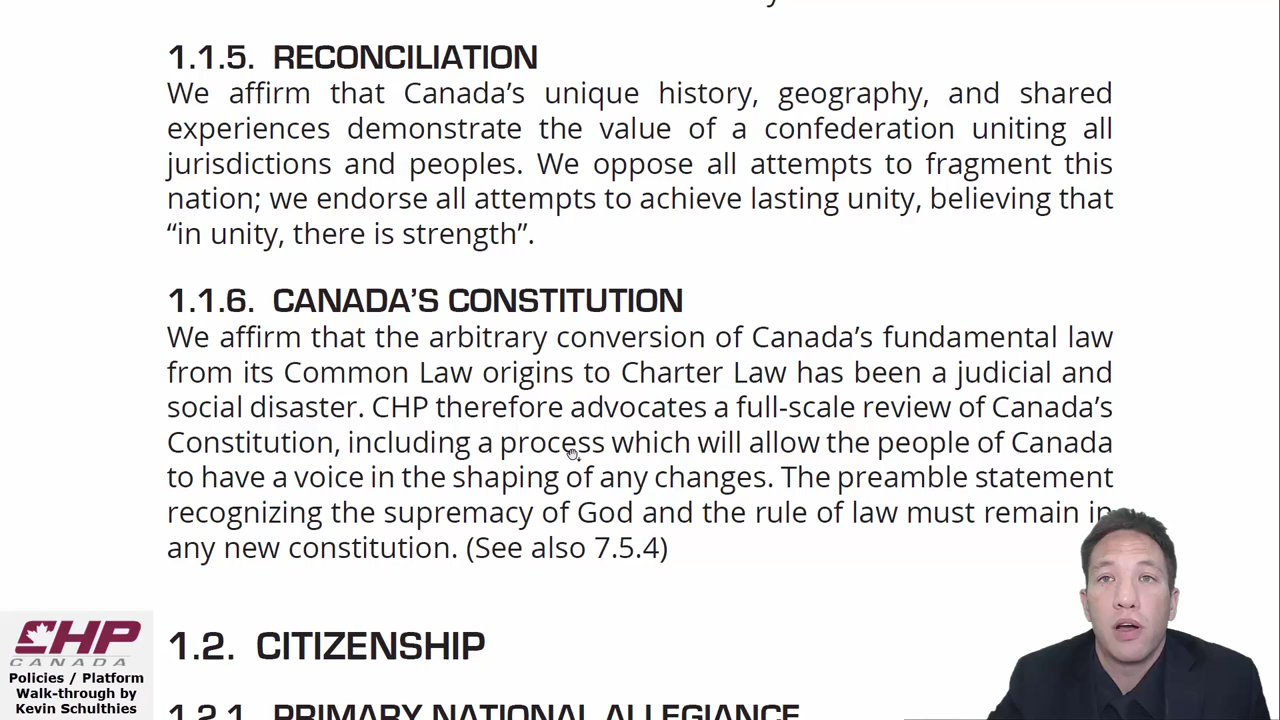 1.1.5. RECONCILIATION
We affirm that Canada’s unique history, geography, and shared
experiences demonstrate the value of a confederation uniting all
jurisdictions and peoples. We oppose all attempts to fragment this
nation; we endorse all attempts to achieve lasting unity, believing that
“in unity, there is strength”.
1.1.6. CANADA’S CONSTITUTION
We affirm that the arbitrary conversion of Canada’s fundamental law
from its Common Law origins to Charter Law has been a judicial and
social disaster. CHP therefore advocates a full-scale review of Canada’s
Constitution, including a process which will allow the people of Canada
to have a voice in the shaping of any changes. The preamble statement
recognizing the supremacy of God and the rule of law must remain in
any new constitution. (See also 7.5.4)
1.2. CITIZENSHIP
1.2.1 PRIMARY NATIONAL ALLEGIANCE
CHP
CANADA
Policies / Platform
Walk-through by
Kevin Schulthies